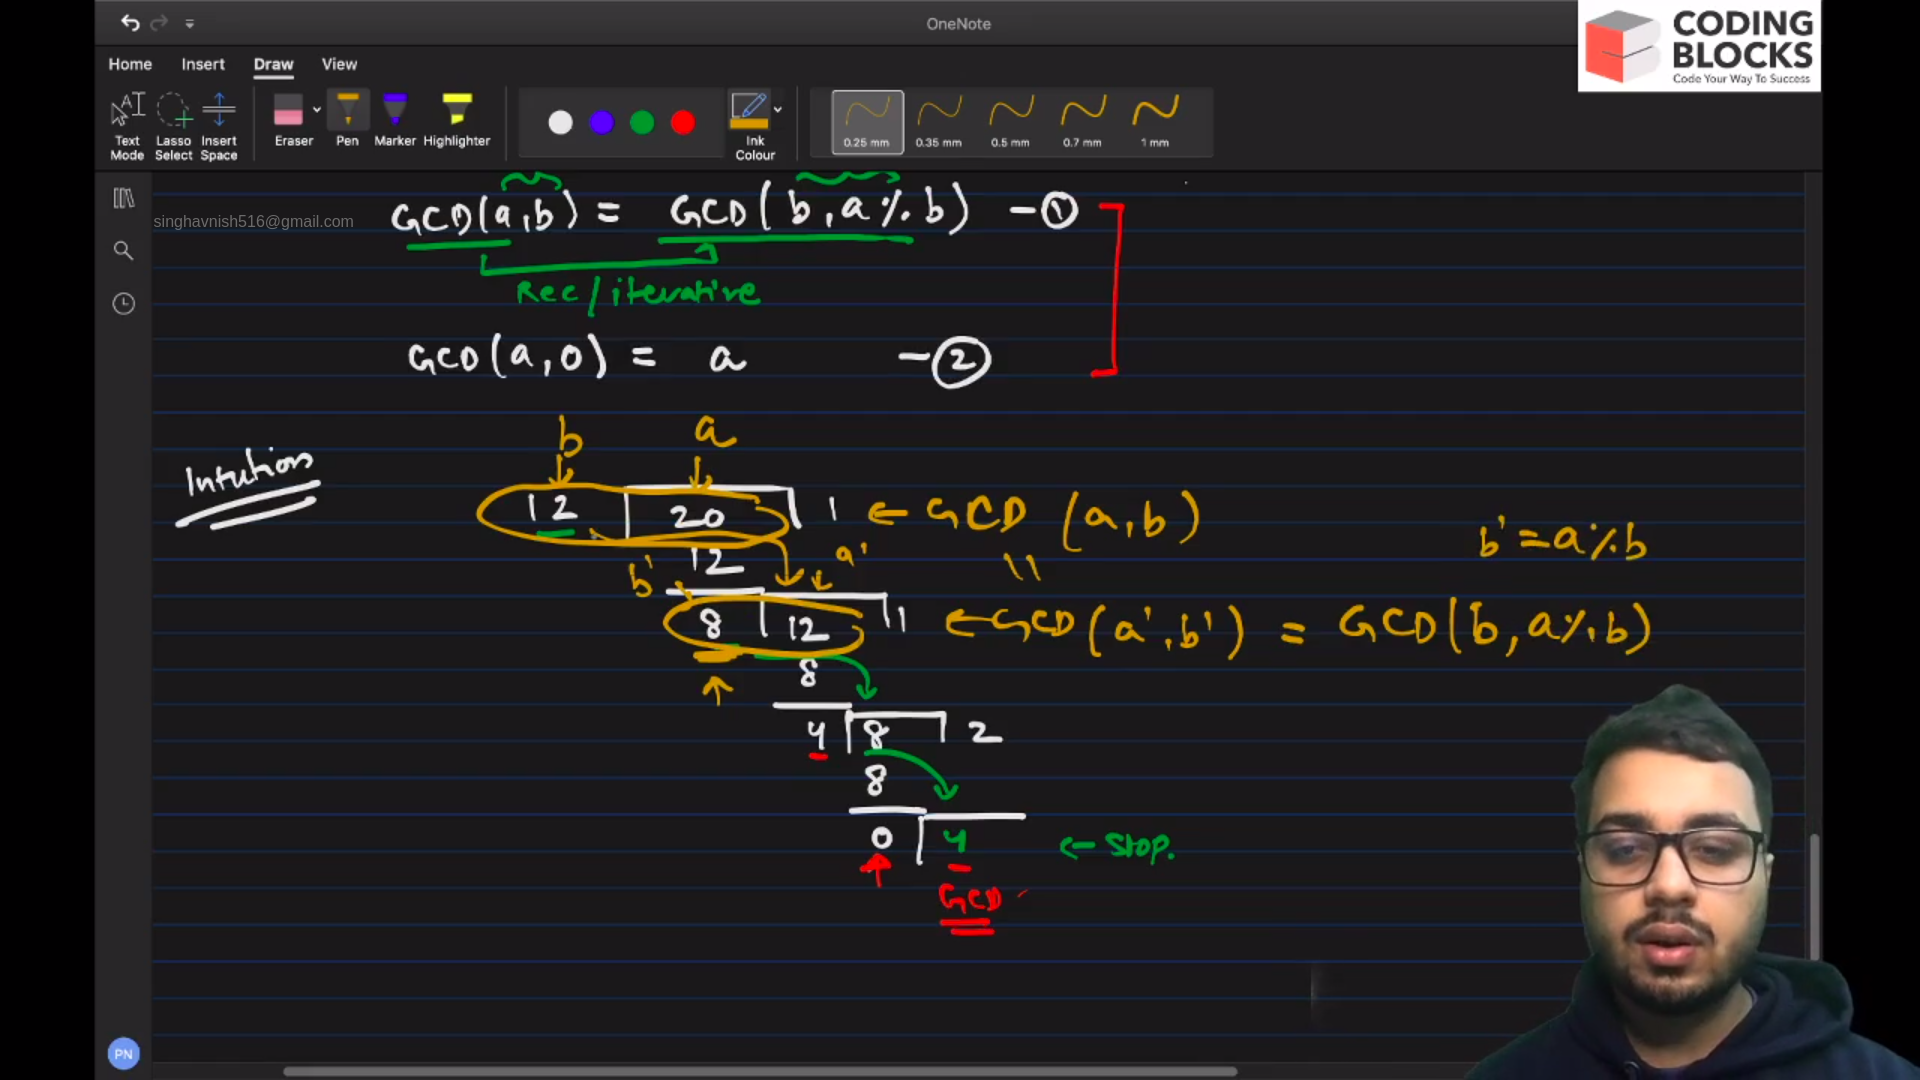 OneNote
CODING
BLOCKS
Code Your Way To Success
Home Insert Draw View
Text Mode
Lasso Select
Insert Space
Eraser
Pen
Marker
Highlighter
Ink Colour
0.25 mm 0.35 mm 0.5 mm 0.7 mm 1 mm
singhavnish516@gmail.com
GCD(a,b) = GCD(b, a % b) - ①
Rec/iterative
GCD(a,0) = a - ②
b a
Intutions
12 20 1 ← GCD (a,b)
b' = a % b
12
b' a'
8 12 1 ← GCD(a',b') = GCD(b, a % b)
8
4 8 2
8
0 4 ← Stop.
GCD
PN